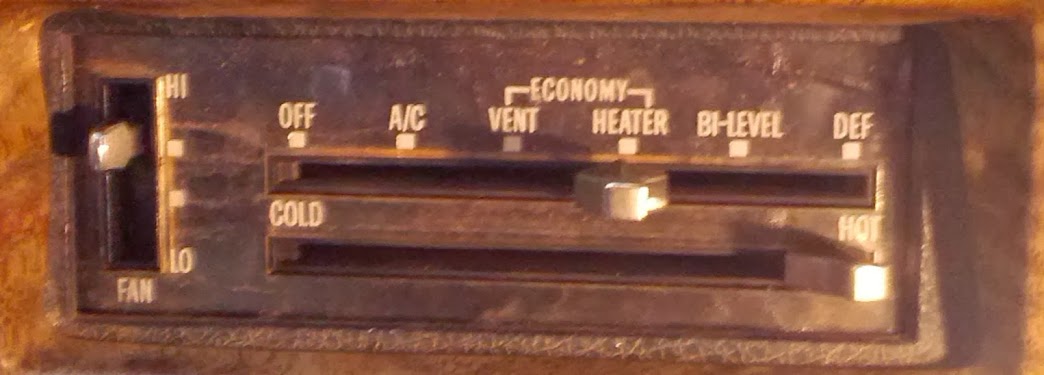 HI
ECONOMY
OFF A/C VENT HEATER BI-LEVEL DEF
COLD HOT
LO
FAN